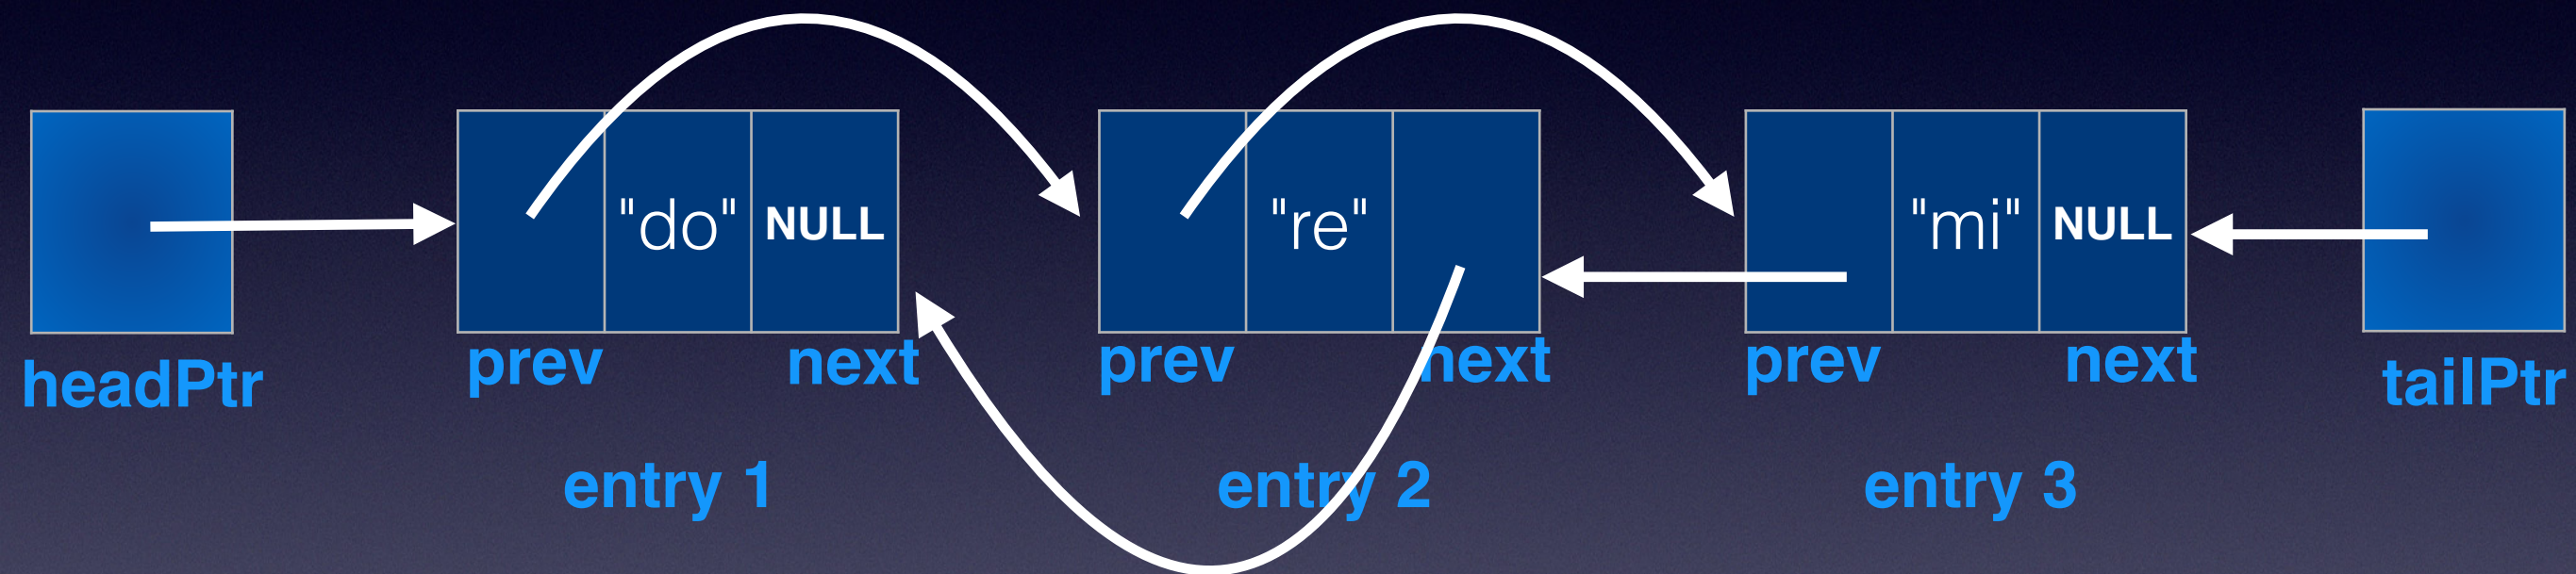 "do" NULL "re" "mi" NULL
headPtr prev next prev next prev next tailPtr
entry 1 entry 2 entry 3